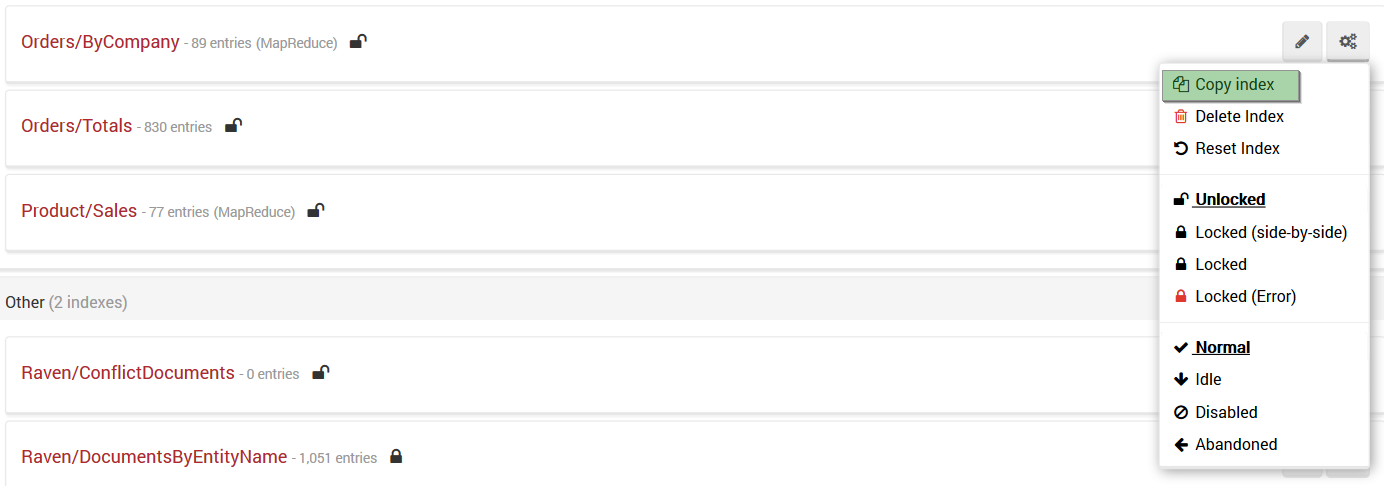 Orders/ByCompany - 89 entries (MapReduce)
Copy index
Delete Index
Orders/Totals - 830 entries
Reset Index
Unlocked
Product/Sales - 77 entries (MapReduce)
Locked (side-by-side)
Locked
Locked (Error)
Other (2 indexes)
Normal
Raven/ConflictDocuments - 0 entries
Idle
Disabled
Abandoned
Raven/DocumentsByEntityName - 1,051 entries